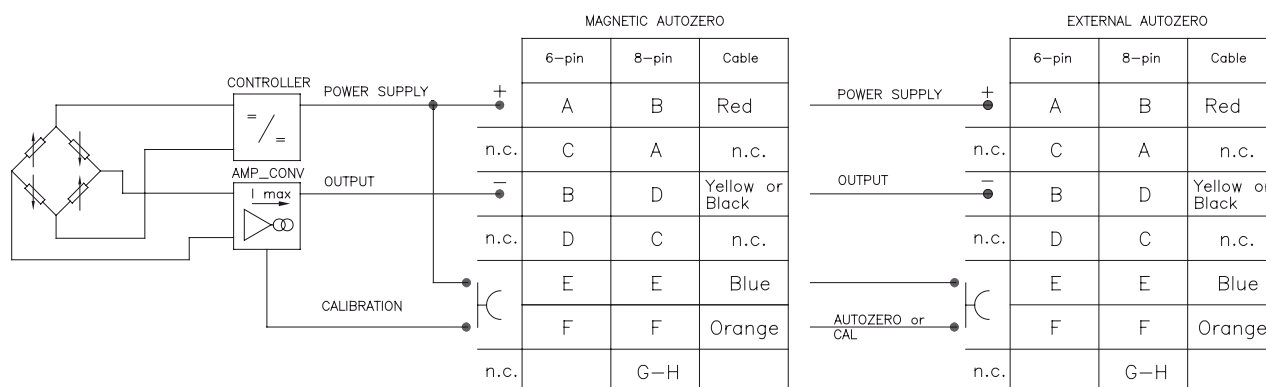 MAGNETIC AUTOZERO
EXTERNAL AUTOZERO
6-pin 8-pin Cable
6-pin 8-pin Cable
CONTROLLER
= / =
POWER SUPPLY + A B Red
POWER SUPPLY + A B Red
n.c. C A n.c.
n.c. C A n.c.
AMP_CONV
I max
OUTPUT − B D Yellow or
Black
OUTPUT − B D Yellow or
Black
n.c. D C n.c.
n.c. D C n.c.
E E Blue
E E Blue
CALIBRATION F F Orange
AUTOZERO or
CAL
F F Orange
n.c. G-H
n.c. G-H